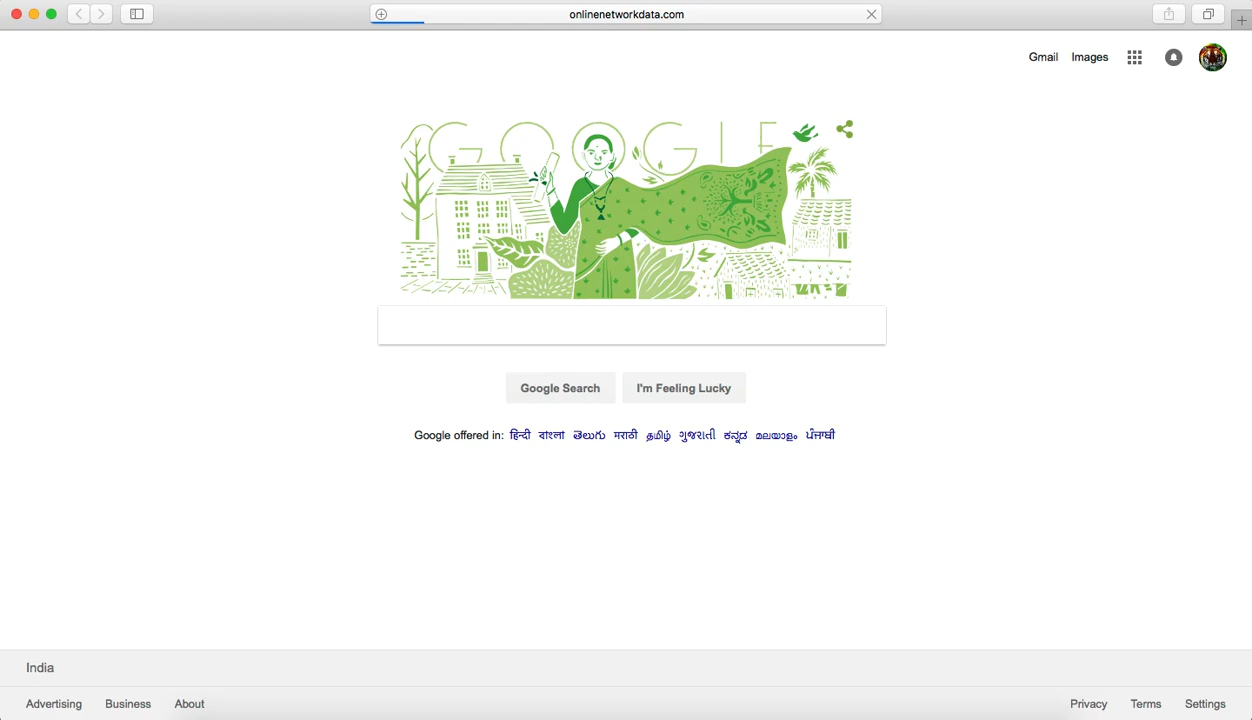 onlinenetworkdata.com
Gmail Images
GOOGLE
Google Search I'm Feeling Lucky
Google offered in: हिन्दी বাংলা తెలుగు मराठी தமிழ் ગુજરાતી ಕನ್ನಡ മലയാളം ਪੰਜਾਬੀ
India
Advertising Business About Privacy Terms Settings